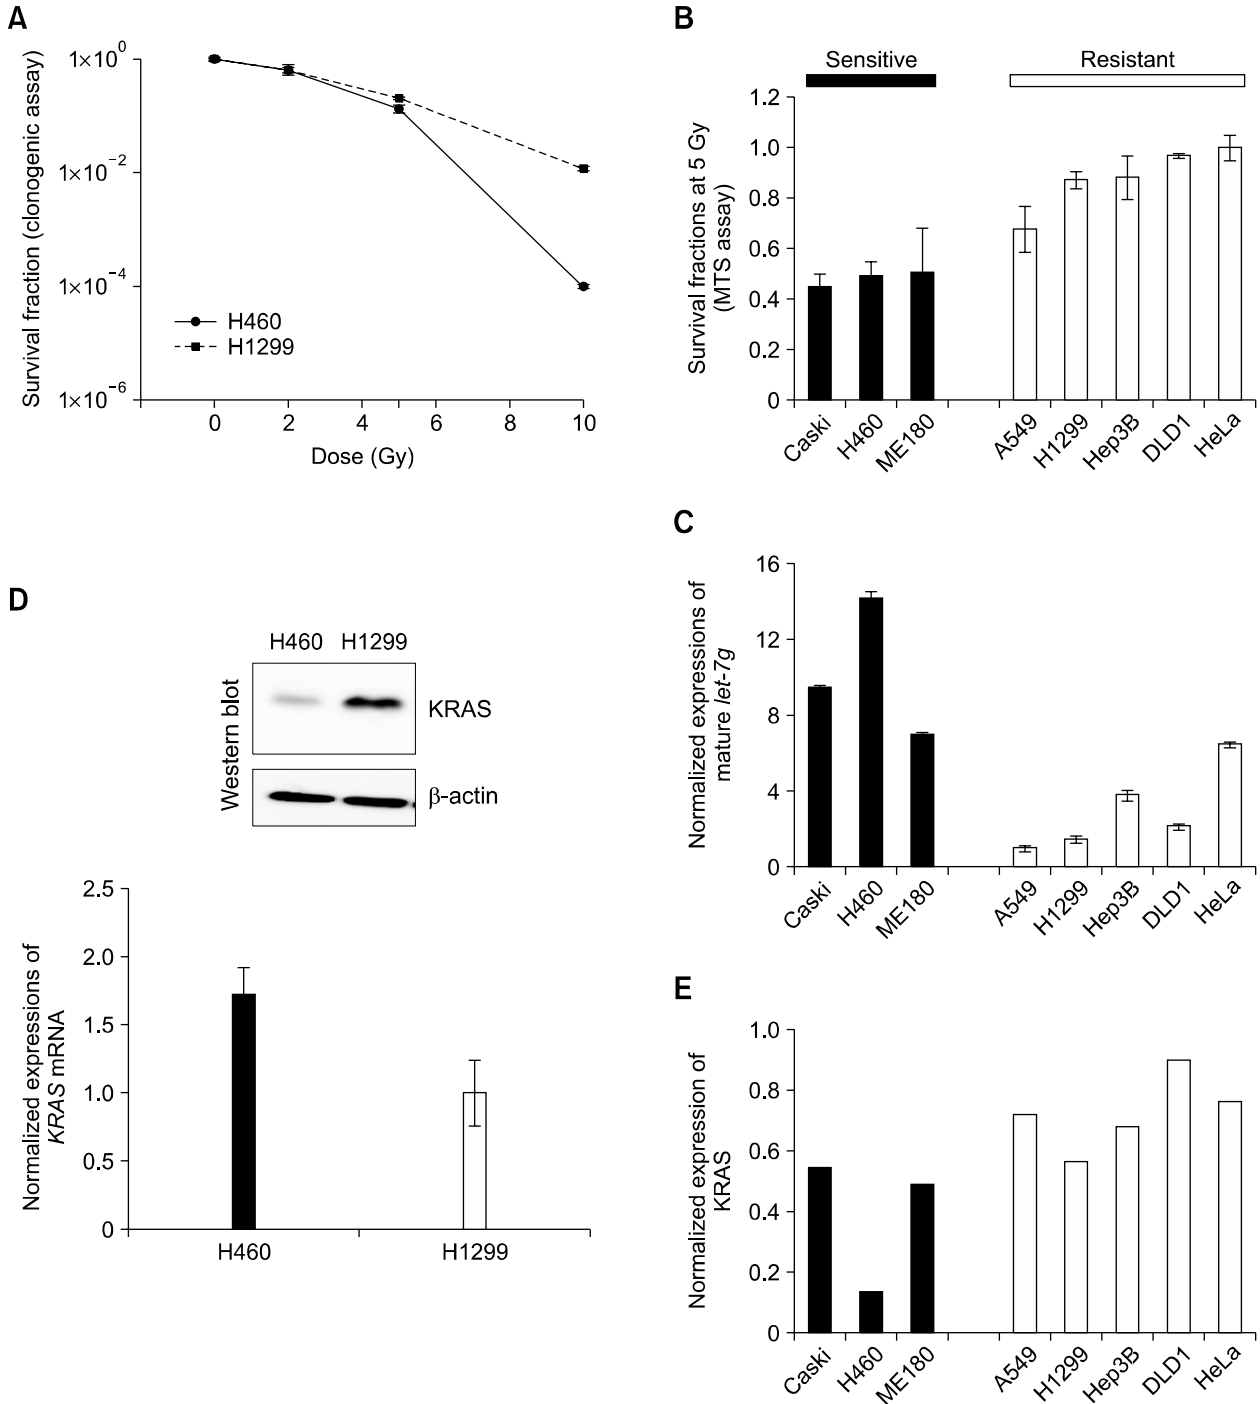 A
Survival fraction (clonogenic assay)
1×10⁰
1×10⁻²
1×10⁻⁴
1×10⁻⁶
H460
H1299
0 2 4 6 8 10
Dose (Gy)
B
Sensitive Resistant
Survival fractions at 5 Gy
(MTS assay)
1.2
1.0
0.8
0.6
0.4
0.2
0
Caski H460 ME180 A549 H1299 Hep3B DLD1 HeLa
C
Normalized expressions of
mature let-7g
16
12
8
4
0
Caski H460 ME180 A549 H1299 Hep3B DLD1 HeLa
D
H460 H1299
Western blot
KRAS
β-actin
Normalized expressions of
KRAS mRNA
2.5
2.0
1.5
1.0
0.5
0
H460 H1299
E
Normalized expression of
KRAS
1.0
0.8
0.6
0.4
0.2
0
Caski H460 ME180 A549 H1299 Hep3B DLD1 HeLa